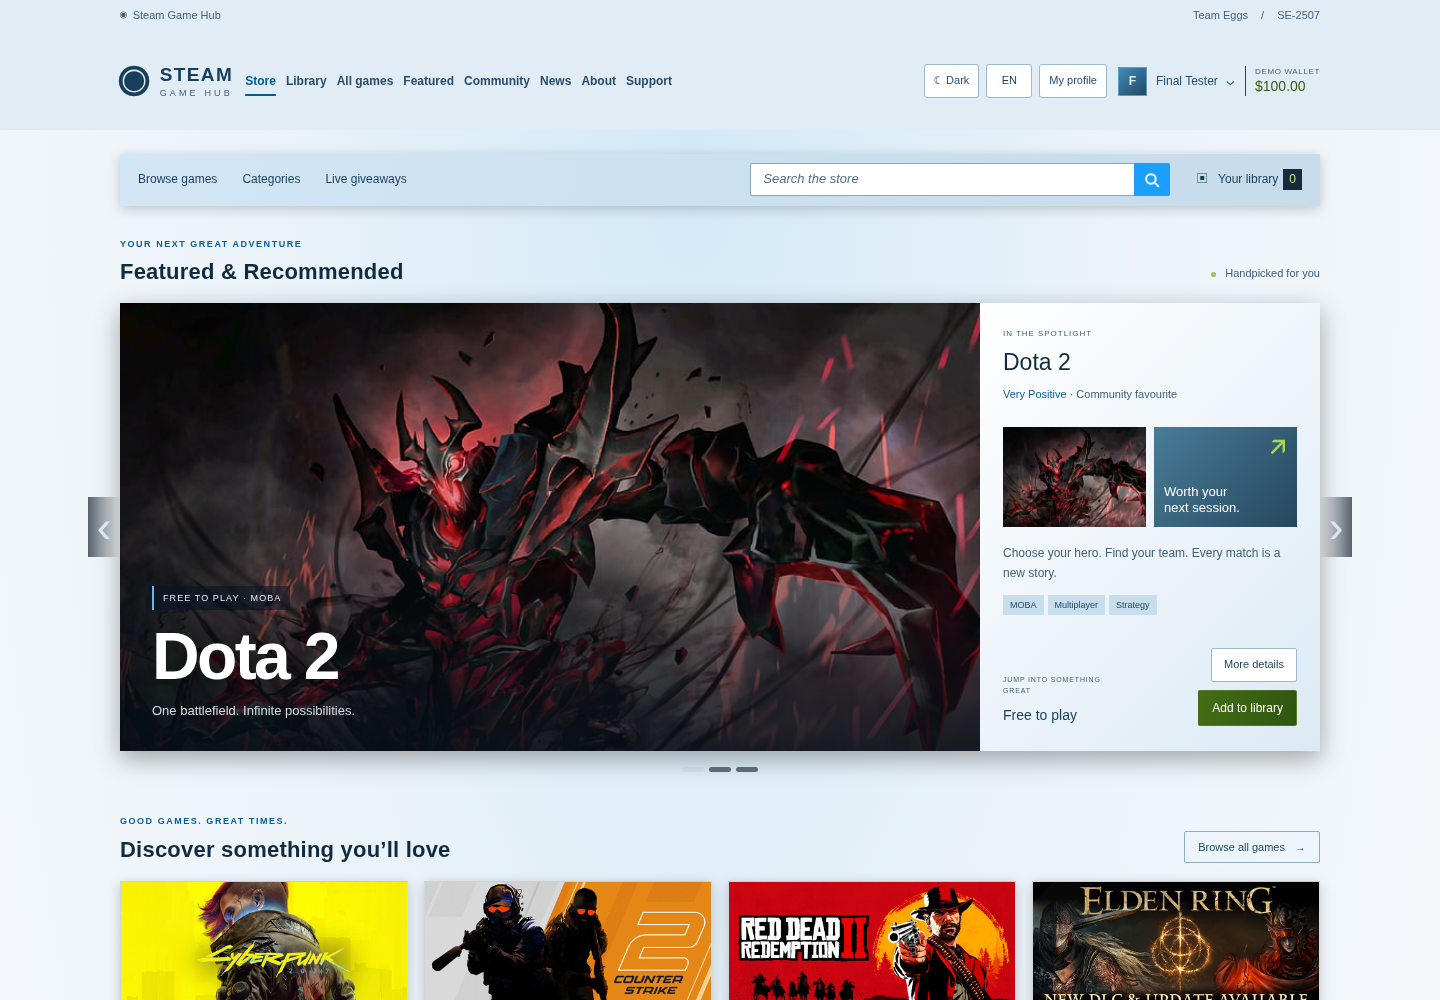 Steam Game Hub
Team Eggs / SE-2507
STEAM
GAME HUB
Store Library All games Featured Community News About Support
Dark
EN
My profile
F
Final Tester
DEMO WALLET
$100.00
Browse games Categories Live giveaways
Search the store
Your library 0
YOUR NEXT GREAT ADVENTURE
Featured & Recommended
Handpicked for you
FREE TO PLAY · MOBA
Dota 2
One battlefield. Infinite possibilities.
IN THE SPOTLIGHT
Dota 2
Very Positive · Community favourite
Worth your
next session.
Choose your hero. Find your team. Every match is a
new story.
MOBA Multiplayer Strategy
More details
JUMP INTO SOMETHING
GREAT
Free to play
Add to library
GOOD GAMES. GREAT TIMES.
Discover something you’ll love
Browse all games →
Cyberpunk
2077
2
COUNTER
STRIKE
RED DEAD
REDEMPTION II
ELDEN RING
NEW DLC & UPDATE AVAILABLE